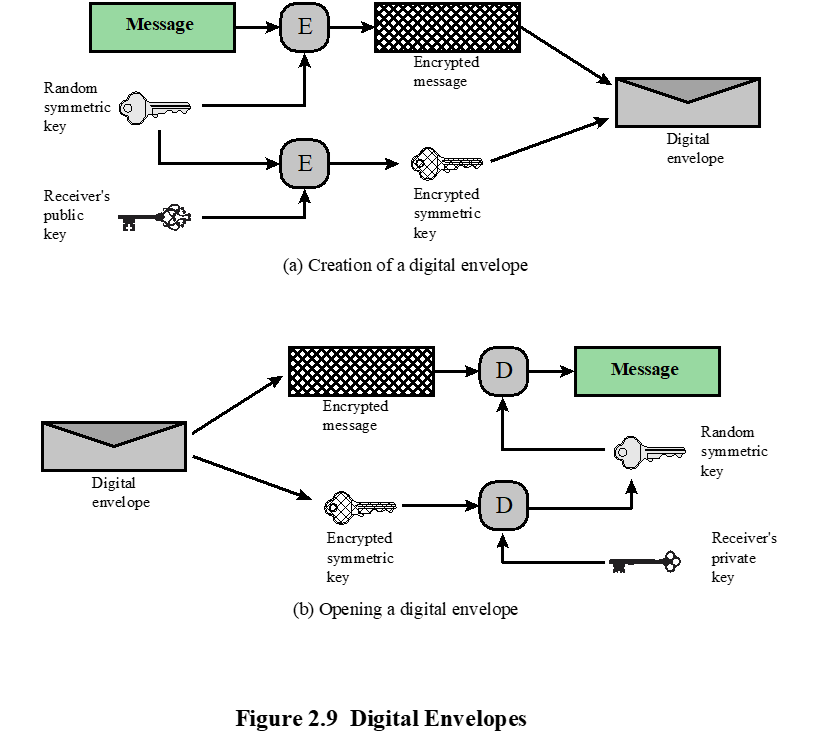 Message
E
Encrypted
message
Random
symmetric
key
Digital
envelope
E
Receiver's
public
key
Encrypted
symmetric
key
(a) Creation of a digital envelope
Encrypted
message
D
Message
Digital
envelope
Random
symmetric
key
Encrypted
symmetric
key
D
Receiver's
private
key
(b) Opening a digital envelope
Figure 2.9 Digital Envelopes